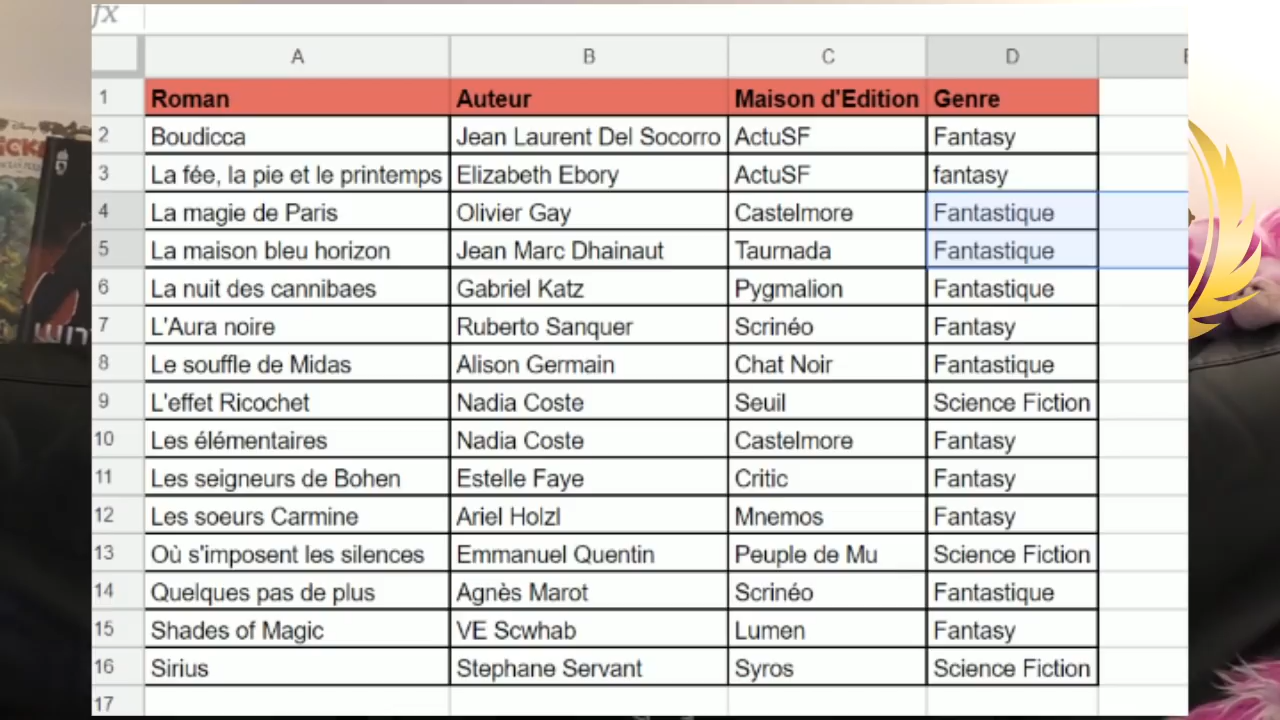 fx
A B C D E
1 Roman Auteur Maison d'Edition Genre
2 Boudicca Jean Laurent Del Socorro ActuSF Fantasy
3 La fée, la pie et le printemps Elizabeth Ebory ActuSF fantasy
4 La magie de Paris Olivier Gay Castelmore Fantastique
5 La maison bleu horizon Jean Marc Dhainaut Taurnada Fantastique
6 La nuit des cannibaes Gabriel Katz Pygmalion Fantastique
7 L'Aura noire Ruberto Sanquer Scrinéo Fantasy
8 Le souffle de Midas Alison Germain Chat Noir Fantastique
9 L'effet Ricochet Nadia Coste Seuil Science Fiction
10 Les élémentaires Nadia Coste Castelmore Fantasy
11 Les seigneurs de Bohen Estelle Faye Critic Fantasy
12 Les soeurs Carmine Ariel Holzl Mnemos Fantasy
13 Où s'imposent les silences Emmanuel Quentin Peuple de Mu Science Fiction
14 Quelques pas de plus Agnès Marot Scrinéo Fantastique
15 Shades of Magic VE Scwhab Lumen Fantasy
16 Sirius Stephane Servant Syros Science Fiction
17